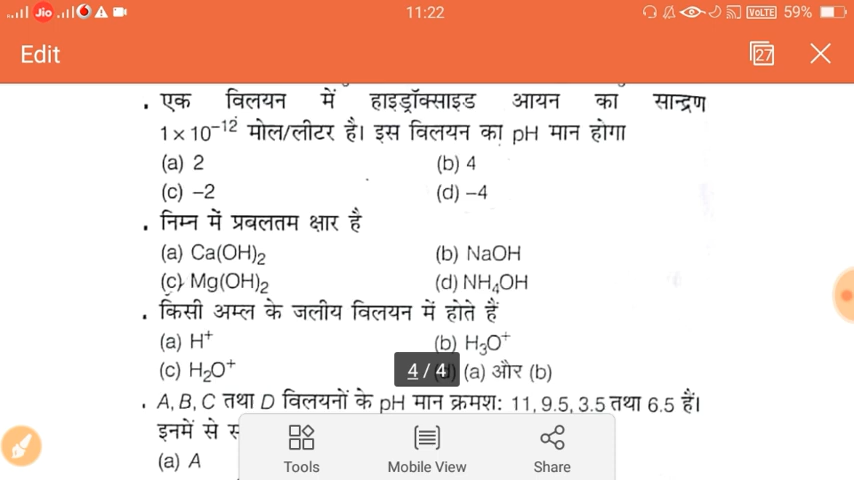 Jio 11:22 VoLTE 59%
Edit 27
. एक विलयन में हाइड्रॉक्साइड आयन का सान्द्रण
1 × 10⁻¹² मोल/लीटर है। इस विलयन का pH मान होगा
(a) 2 (b) 4
(c) –2 (d) –4
. निम्न में प्रबलतम क्षार है
(a) Ca(OH)₂ (b) NaOH
(c) Mg(OH)₂ (d) NH₄OH
. किसी अम्ल के जलीय विलयन में होते हैं
(a) H⁺ (b) H₃O⁺
(c) H₂O⁺ (d) (a) और (b)
4 / 4
. A, B, C तथा D विलयनों के pH मान क्रमश: 11, 9.5, 3.5 तथा 6.5 हैं।
इनमें से
(a) A
Tools Mobile View Share